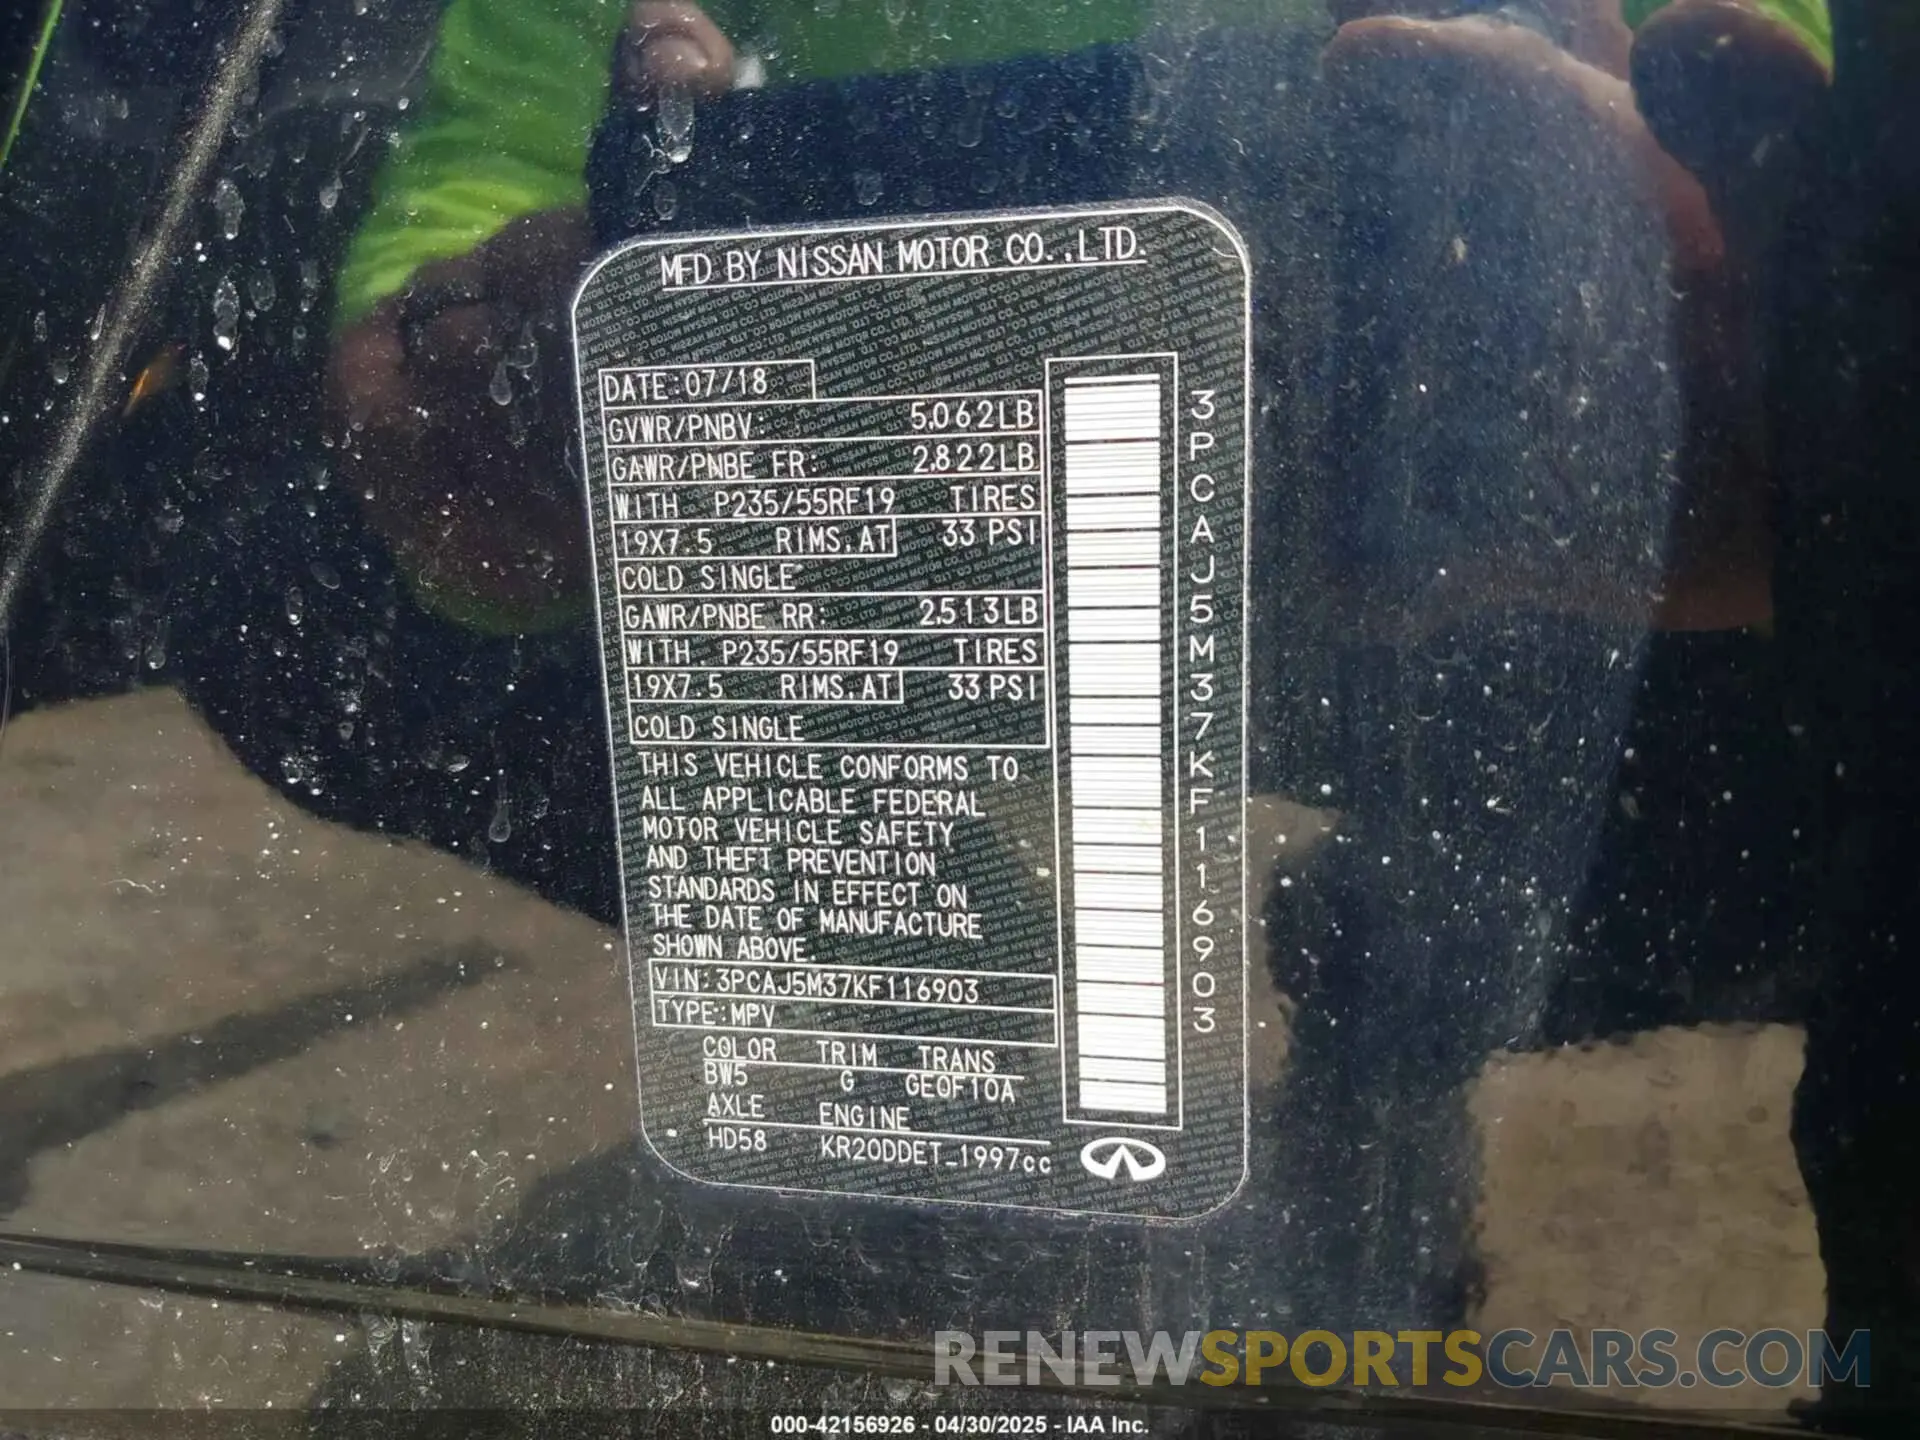 MFD BY NISSAN MOTOR CO.,LTD.
DATE:07/18
GVWR/PNBV: 5,062LB
GAWR/PNBE FR: 2,822LB
WITH P235/55RF19 TIRES
19X7.5 RIMS,AT 33 PSI
COLD SINGLE
GAWR/PNBE RR: 2,513LB
WITH P235/55RF19 TIRES
19X7.5 RIMS,AT 33 PSI
COLD SINGLE
THIS VEHICLE CONFORMS TO
ALL APPLICABLE FEDERAL
MOTOR VEHICLE SAFETY
AND THEFT PREVENTION
STANDARDS IN EFFECT ON
THE DATE OF MANUFACTURE
SHOWN ABOVE.
VIN:3PCAJ5M37KF116903
TYPE:MPV
COLOR TRIM TRANS
BW5 G GE0F10A
AXLE ENGINE
HD58 KR20DDET_1997cc
3PCAJ5M37KF116903
RENEWSPORTSCARS.COM
000-42156926 - 04/30/2025 - IAA Inc.